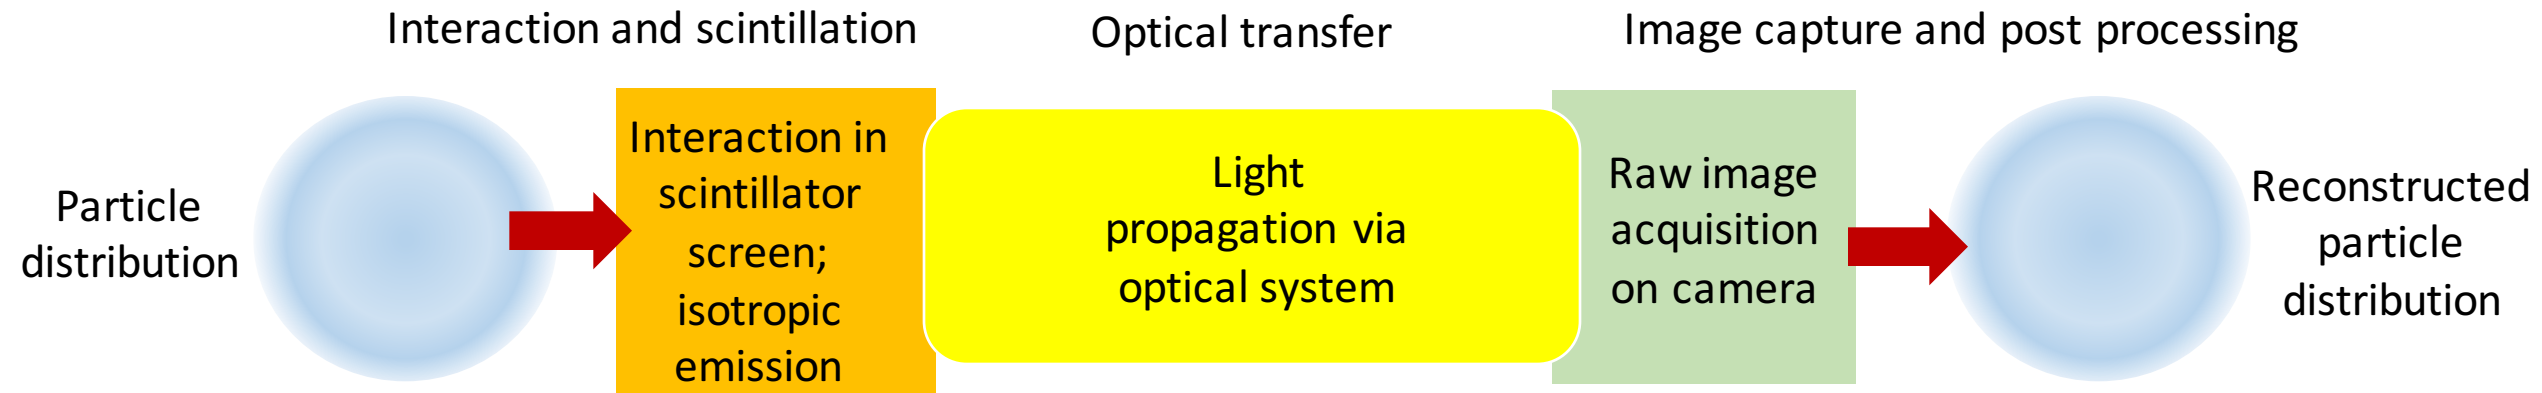 Interaction and scintillation
Optical transfer
Image capture and post processing
Particle
distribution
Interaction in
scintillator
screen;
isotropic
emission
Light
propagation via
optical system
Raw image
acquisition
on camera
Reconstructed
particle
distribution